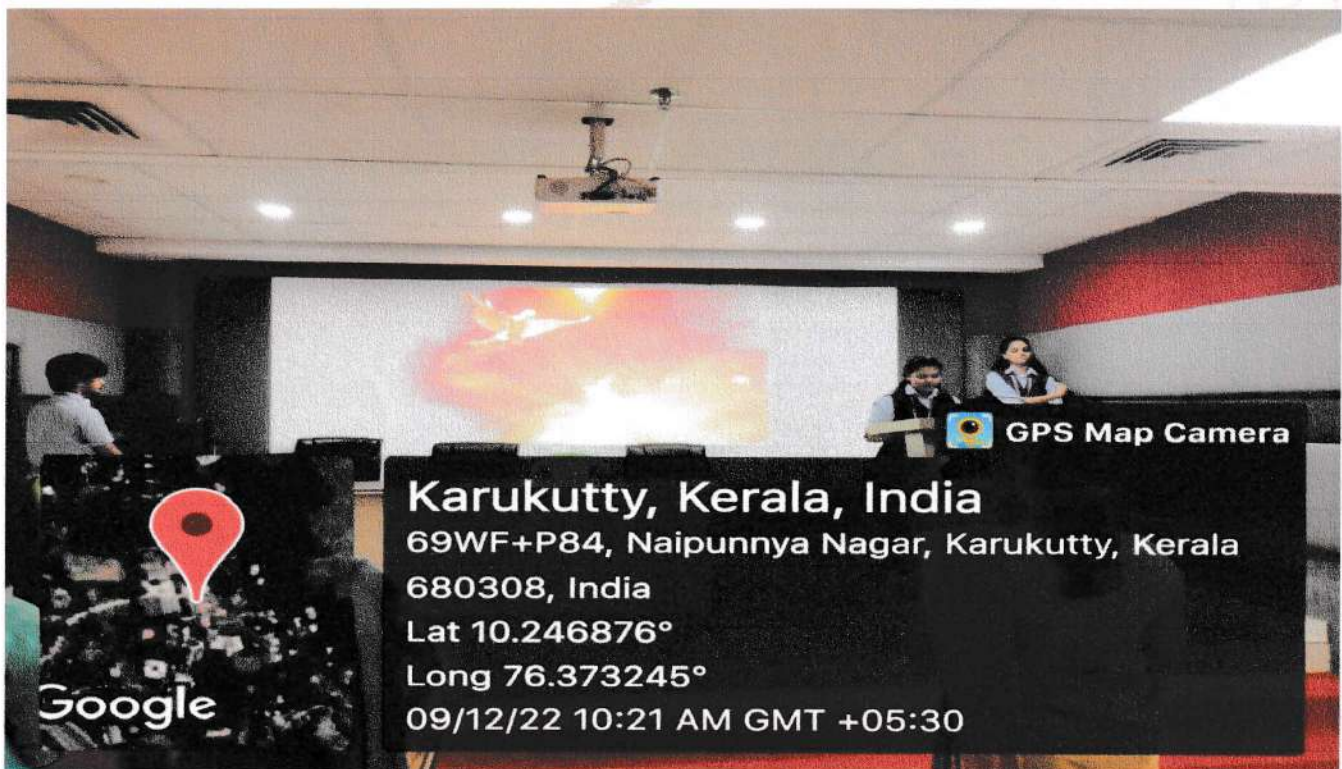 GPS Map Camera
Karukutty, Kerala, India
69WF+P84, Naipunnya Nagar, Karukutty, Kerala
680308, India
Lat 10.246876°
Long 76.373245°
09/12/22 10:21 AM GMT +05:30
Google